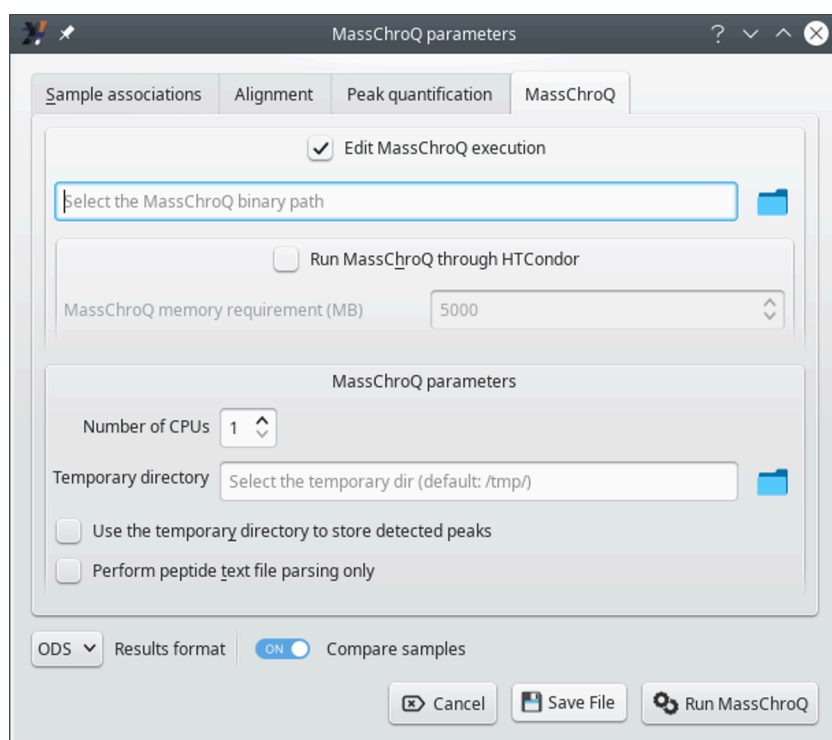 MassChroQ parameters
?
Sample associations Alignment Peak quantification MassChroQ
Edit MassChroQ execution
Select the MassChroQ binary path
Run MassChroQ through HTCondor
MassChroQ memory requirement (MB) 5000
MassChroQ parameters
Number of CPUs 1
Temporary directory Select the temporary dir (default: /tmp/)
Use the temporary directory to store detected peaks
Perform peptide text file parsing only
ODS Results format ON Compare samples
Cancel Save File Run MassChroQ